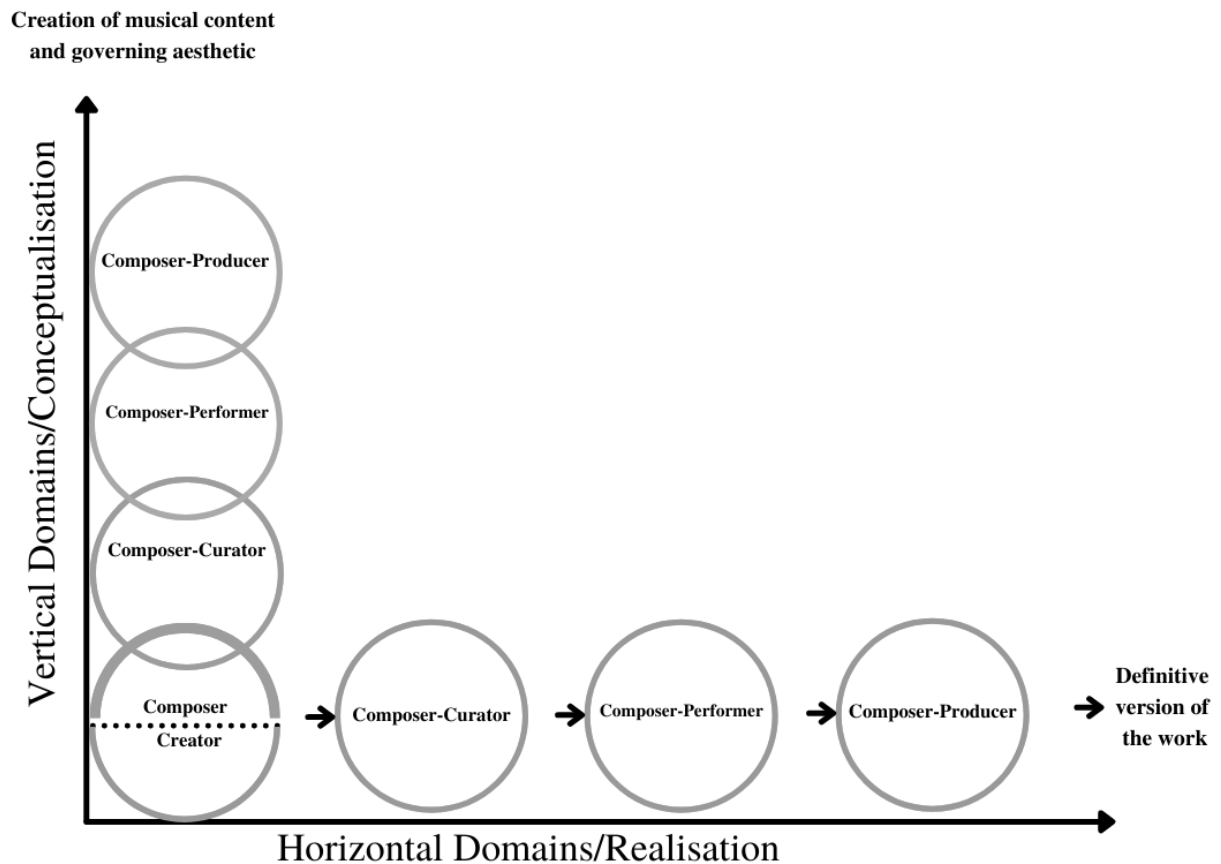 Creation of musical content
and governing aesthetic
Vertical Domains/Conceptualisation
Composer-Producer
Composer-Performer
Composer-Curator
Composer
Creator
Composer-Curator
Composer-Performer
Composer-Producer
Definitive
version of
the work
Horizontal Domains/Realisation